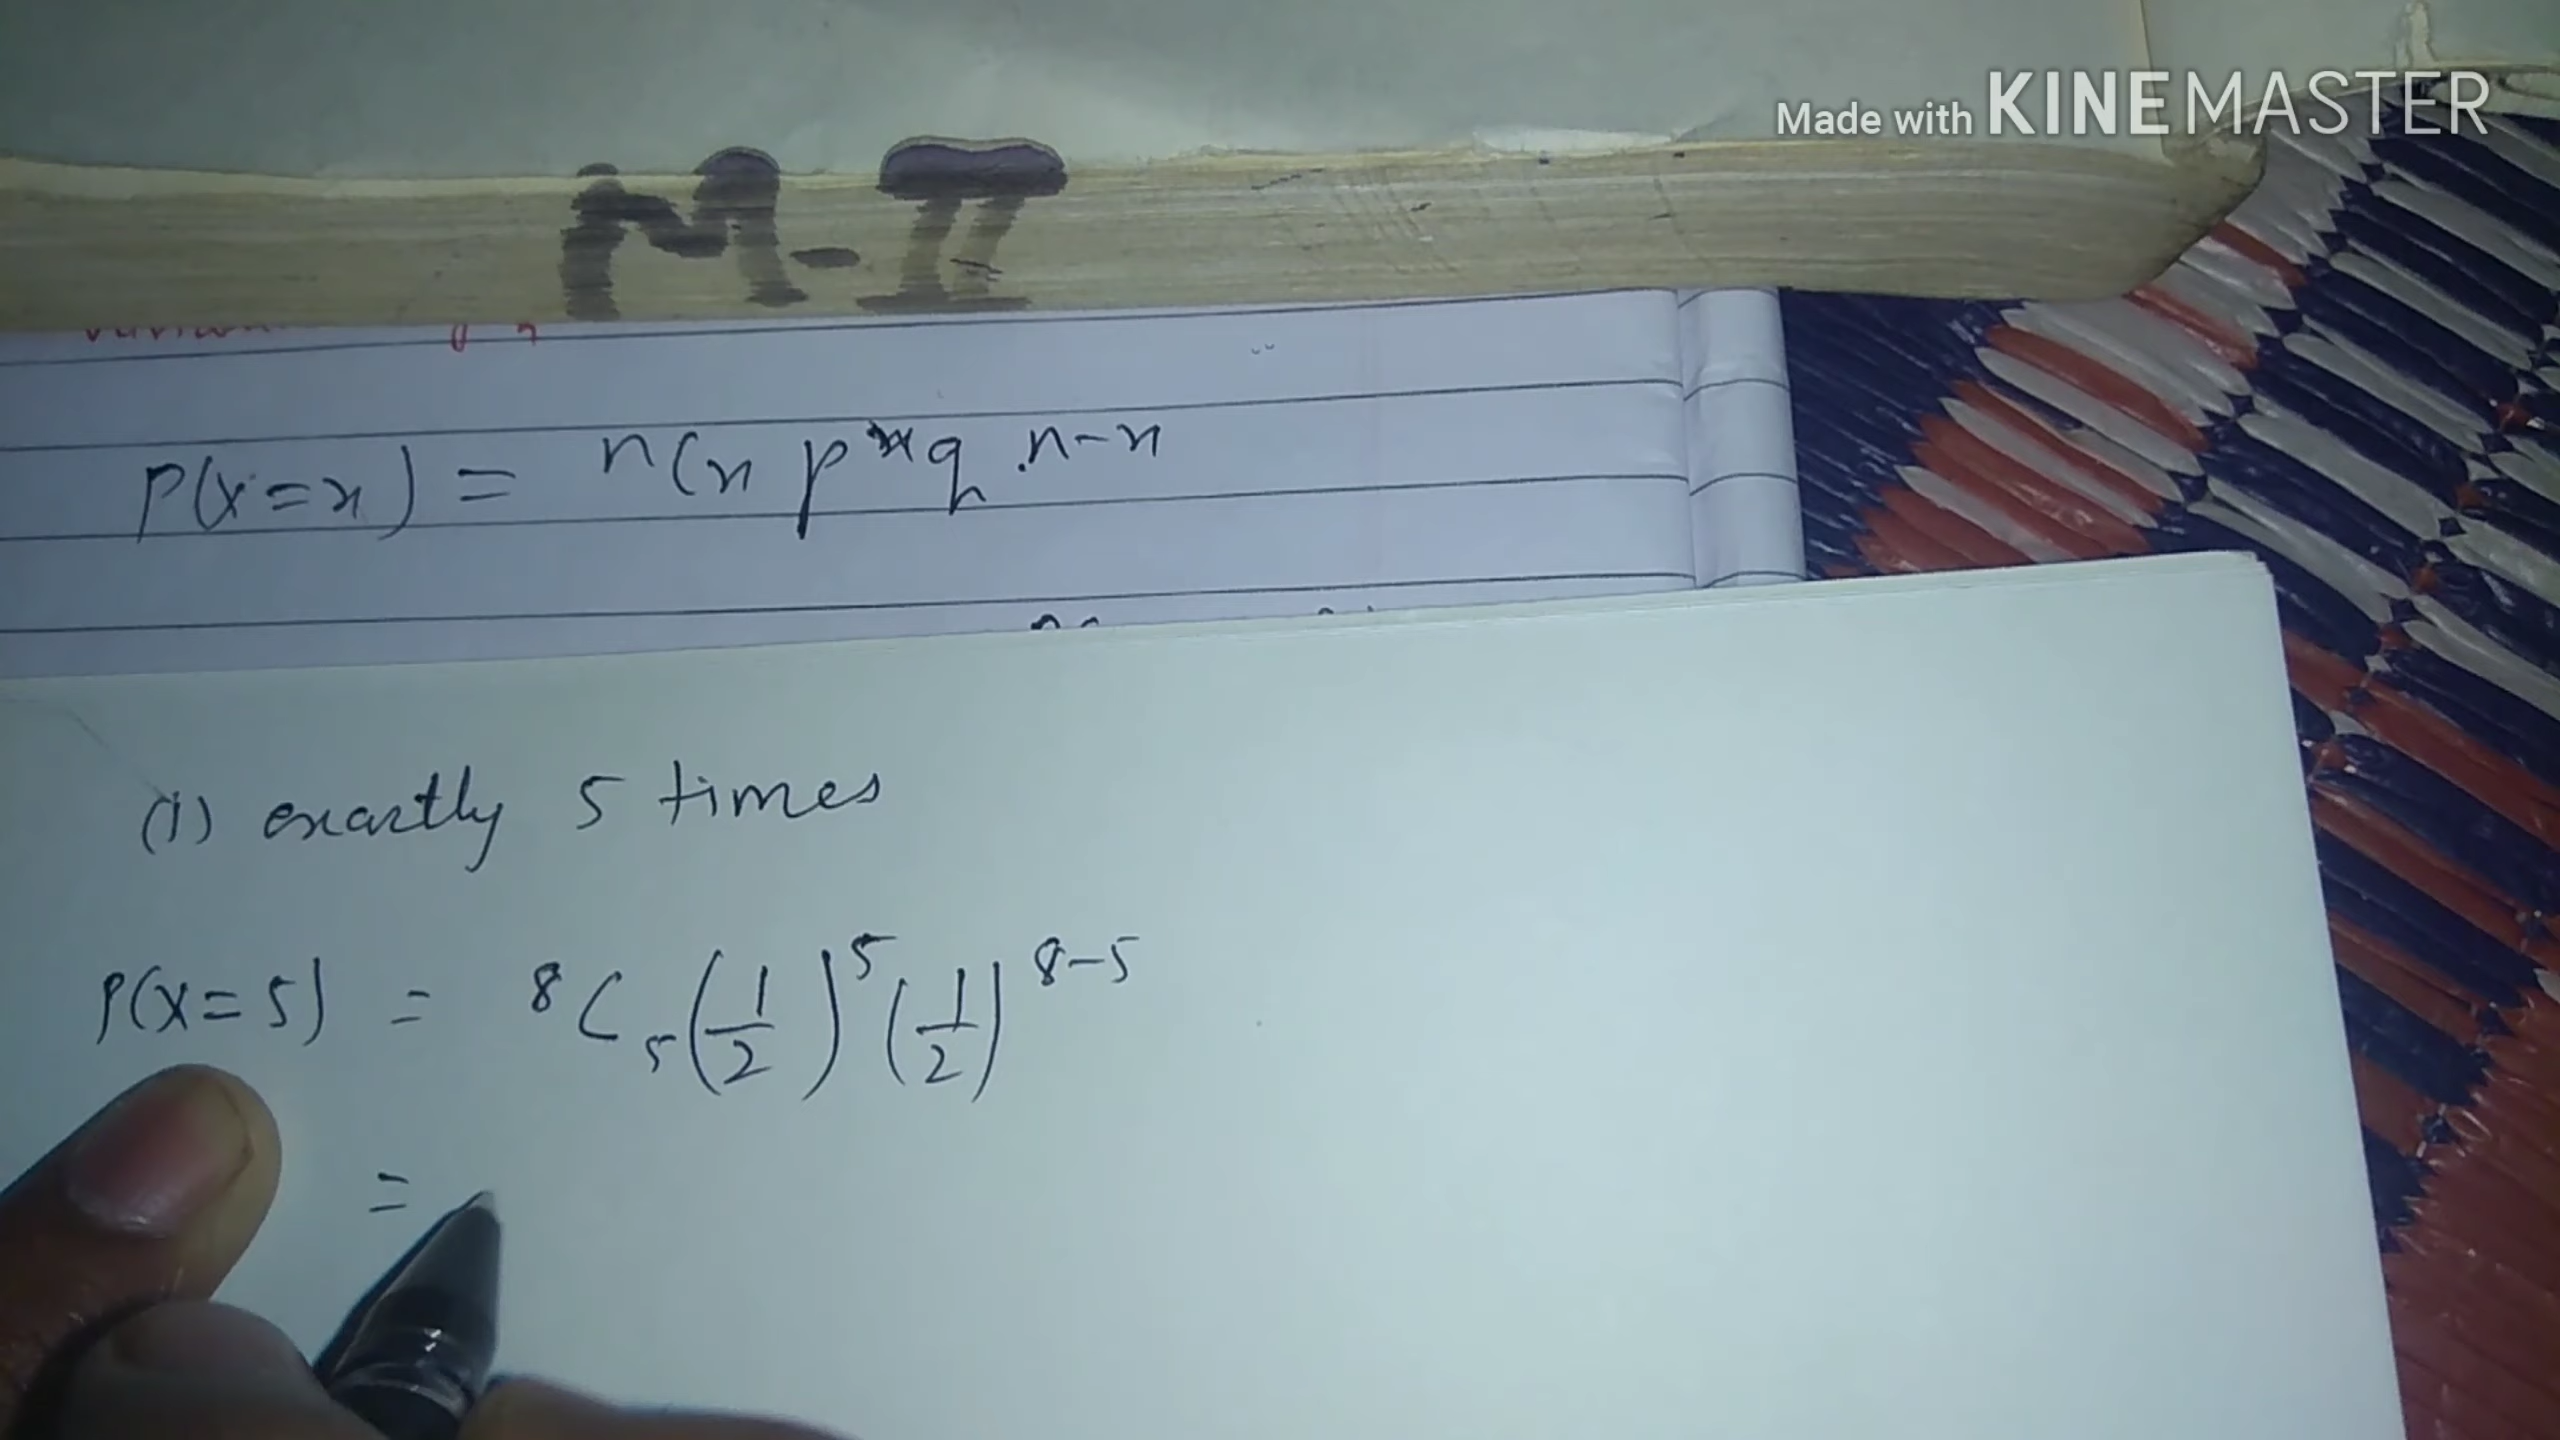 Made with KINEMASTER
M-II
P(X=x) = nCx p^x q^n-x
(i) exactly 5 times
P(X=5) = ⁸C₅(1/2)⁵(1/2)⁸⁻⁵
=